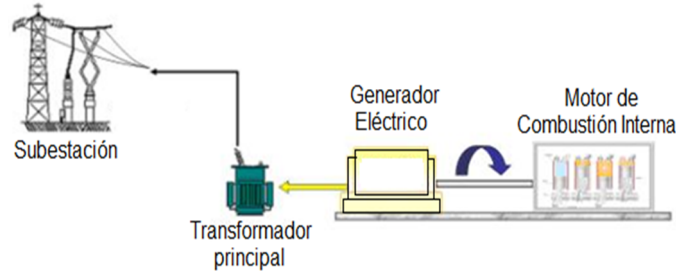 Generador
Eléctrico
Motor de
Combustión Interna
Subestación
Transformador
principal